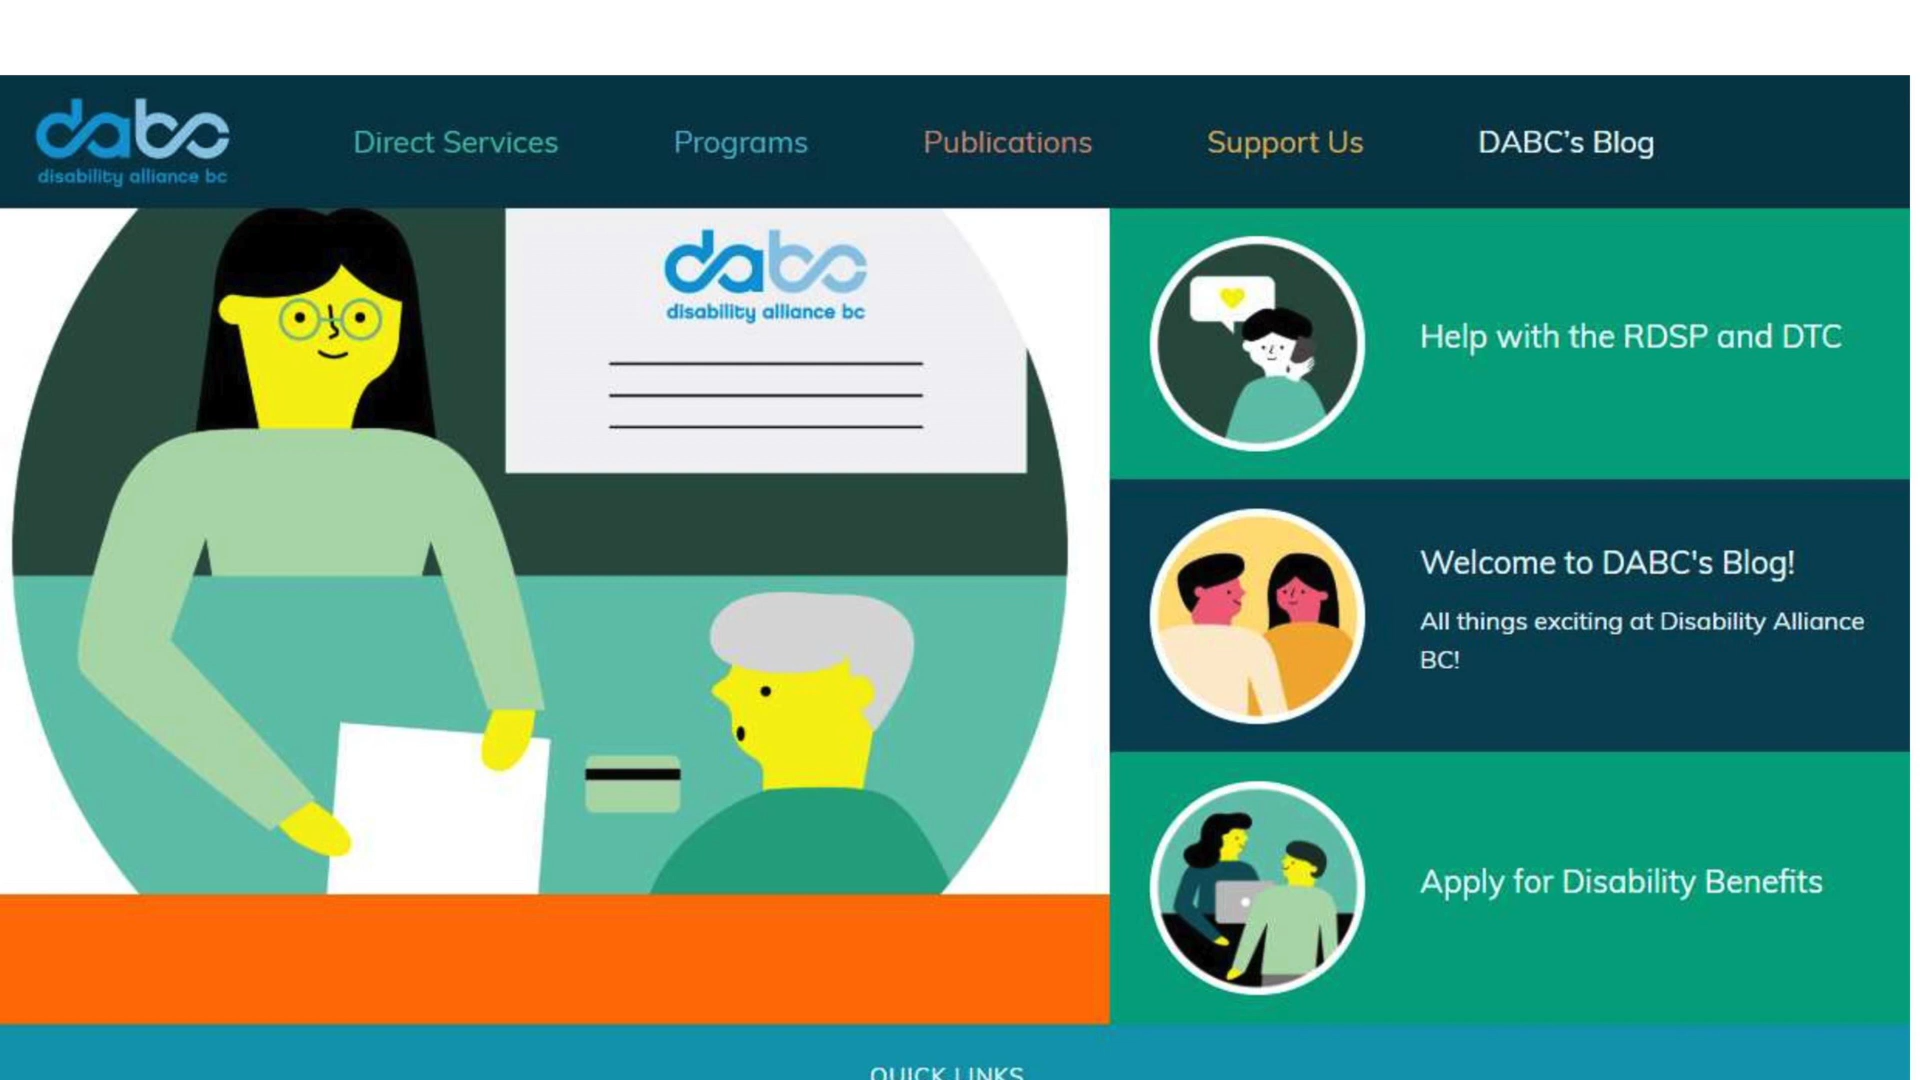 dabc
disability alliance bc
Direct Services
Programs
Publications
Support Us
DABC's Blog
dabc
disability alliance bc
Help with the RDSP and DTC
Welcome to DABC's Blog!
All things exciting at Disability Alliance
BC!
Apply for Disability Benefits
QUICK LINKS